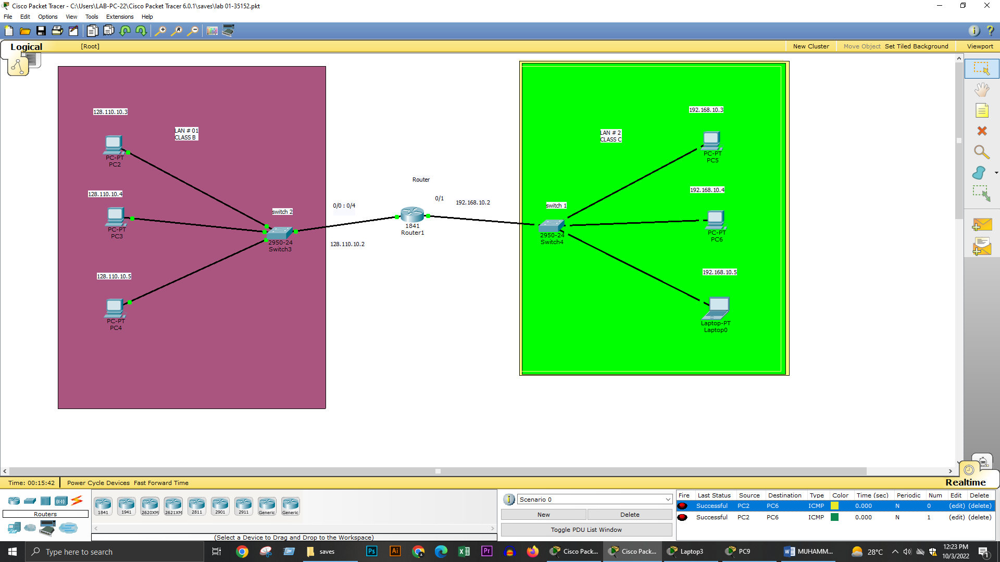 Cisco Packet Tracer - C:\Users\LAB-PC-22\Cisco Packet Tracer 6.0.1\saves\lab 01-35152.pkt
File Edit Options View Tools Extensions Help
Logical [Root] New Cluster Move Object Set Tiled Background Viewport
128.110.10.3
LAN # 01
CLASS B
PC-PT
PC2
128.110.10.4
PC-PT
PC3
128.110.10.5
PC-PT
PC4
switch 2
2950-24
Switch3
0/0 : 0/4
128.110.10.2
Router
0/1
192.168.10.2
1841
Router1
LAN # 2
CLASS C
switch 1
2950-24
Switch4
192.168.10.3
PC-PT
PC5
192.168.10.4
PC-PT
PC6
192.168.10.5
Laptop-PT
Laptop0
Time: 00:15:42 Power Cycle Devices Fast Forward Time Realtime
Routers
1841 1941 2620XM 2621XM 2811 2901 2911 Generic Generic
(Select a Device to Drag and Drop to the Workspace)
Scenario 0
New Delete
Toggle PDU List Window
Fire Last Status Source Destination Type Color Time (sec) Periodic Num Edit Delete
Successful PC2 PC6 ICMP 0.000 N 0 (edit) (delete)
Successful PC2 PC6 ICMP 0.000 N 1 (edit) (delete)
Type here to search
saves
Ps Ai Pr
Cisco Pack... Cisco Pack... Laptop3 PC9 MUHAMM...
28°C
12:23 PM
10/3/2022
1